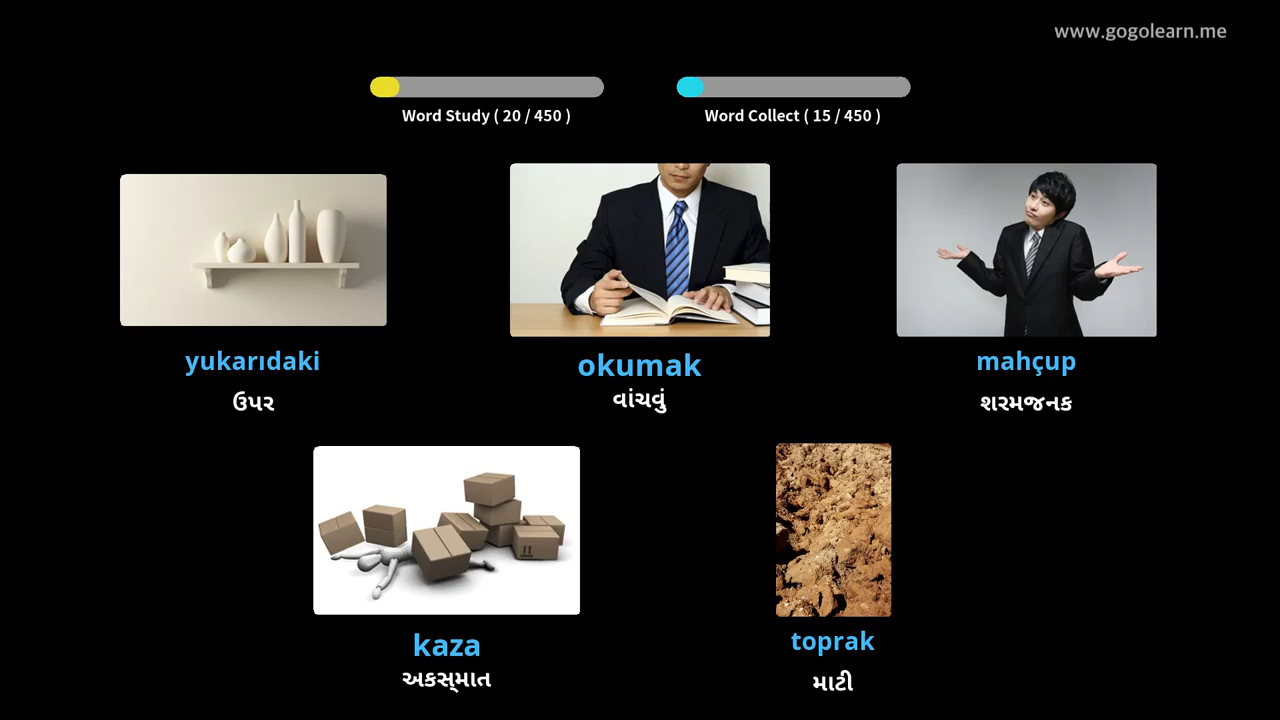 www.gogolearn.me
Word Study ( 20 / 450 )
Word Collect ( 15 / 450 )
yukarıdaki
ઉપર
okumak
વાંચવું
mahçup
શરમજનક
kaza
અકસ્માત
toprak
માટી